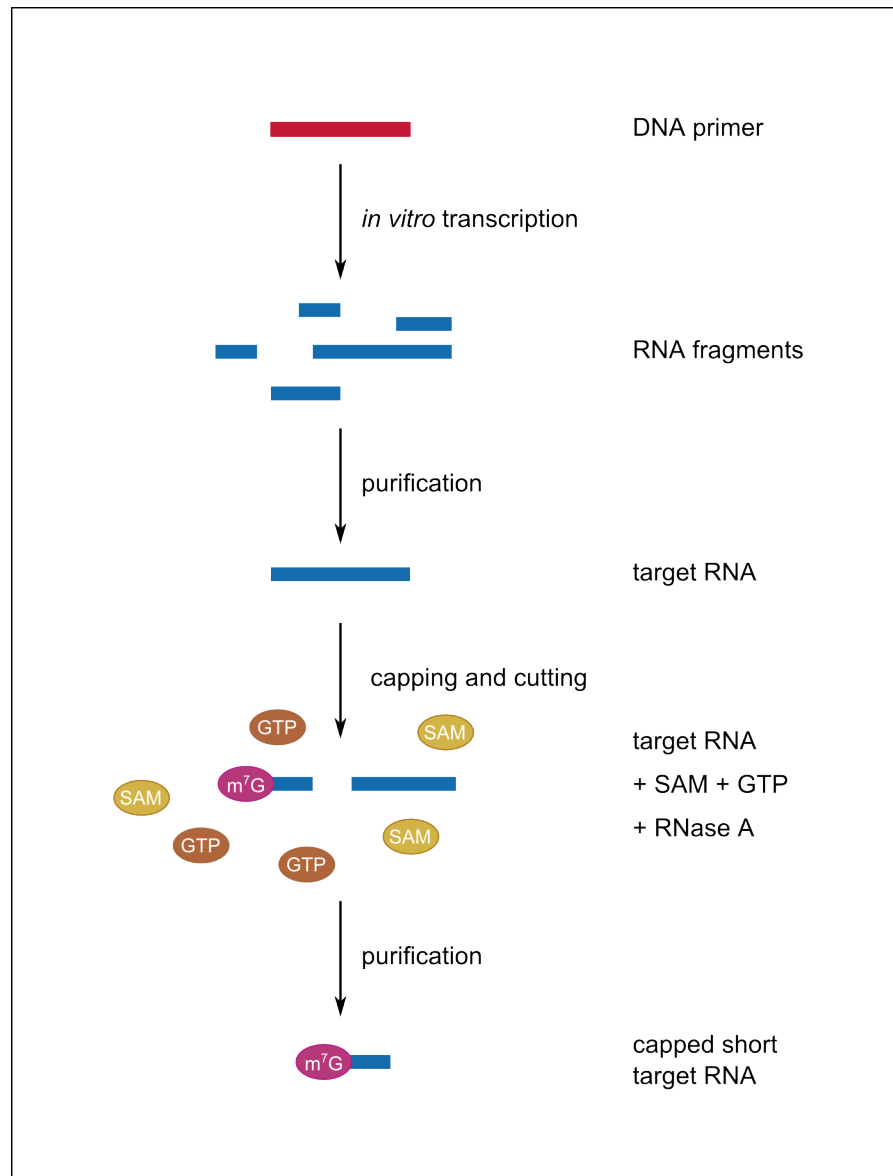 DNA primer
in vitro transcription
RNA fragments
purification
target RNA
capping and cutting
GTP
SAM
target RNA
m⁷G
SAM
+ SAM + GTP
SAM
+ RNase A
GTP
GTP
purification
capped short
m⁷G
target RNA